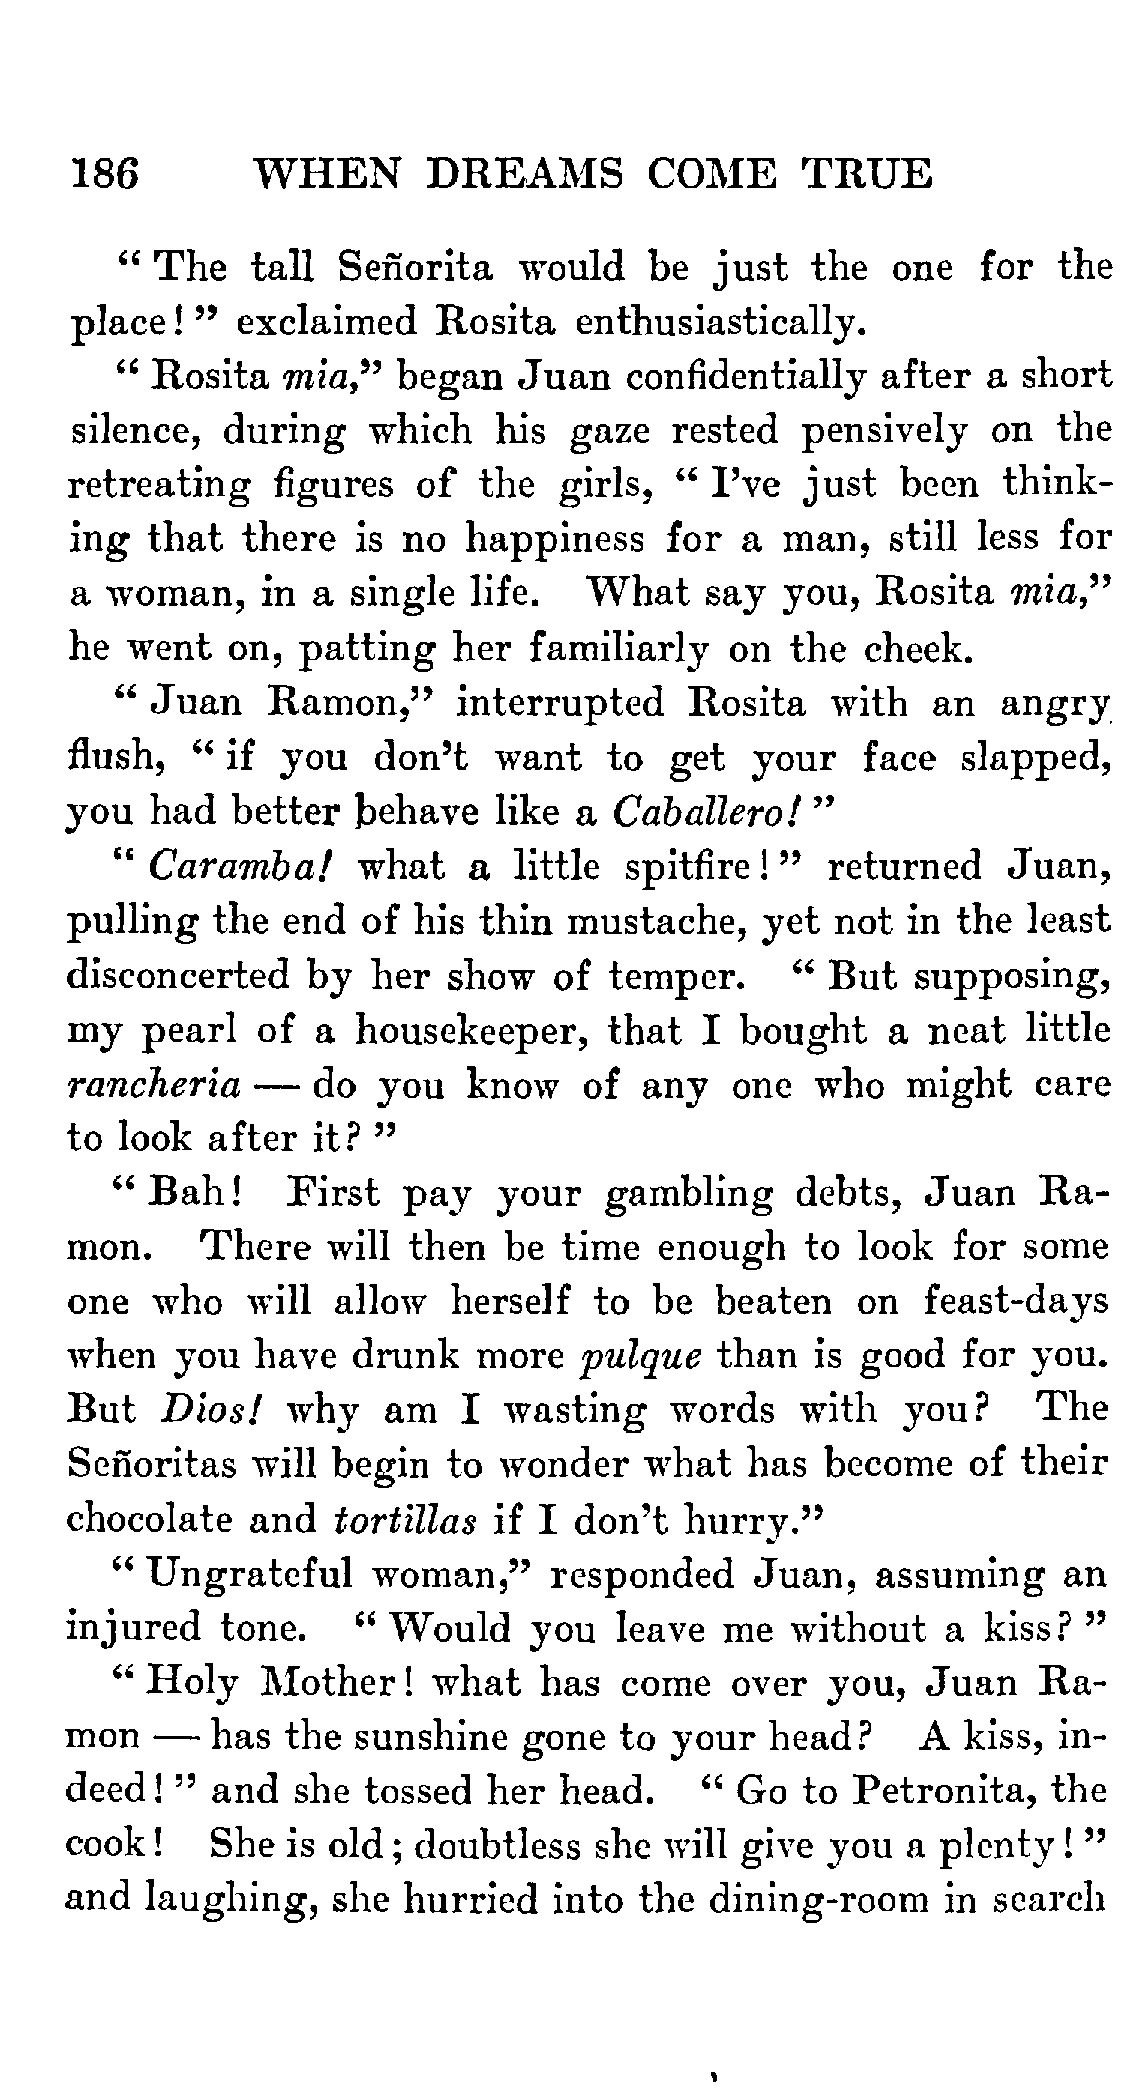 186 WHEN DREAMS COME TRUE
“ The tall Señorita would be just the one for the
place! ” exclaimed Rosita enthusiastically.
“ Rosita mia,” began Juan confidentially after a short
silence, during which his gaze rested pensively on the
retreating figures of the girls, “ I’ve just been think-
ing that there is no happiness for a man, still less for
a woman, in a single life. What say you, Rosita mia,”
he went on, patting her familiarly on the cheek.
“ Juan Ramon,” interrupted Rosita with an angry
flush, “ if you don’t want to get your face slapped,
you had better behave like a Caballero! ”
“ Caramba! what a little spitfire! ” returned Juan,
pulling the end of his thin mustache, yet not in the least
disconcerted by her show of temper. “ But supposing,
my pearl of a housekeeper, that I bought a neat little
rancheria — do you know of any one who might care
to look after it? ”
“ Bah! First pay your gambling debts, Juan Ra-
mon. There will then be time enough to look for some
one who will allow herself to be beaten on feast-days
when you have drunk more pulque than is good for you.
But Dios! why am I wasting words with you? The
Señoritas will begin to wonder what has become of their
chocolate and tortillas if I don’t hurry.”
“ Ungrateful woman,” responded Juan, assuming an
injured tone. “ Would you leave me without a kiss? ”
“ Holy Mother! what has come over you, Juan Ra-
mon — has the sunshine gone to your head? A kiss, in-
deed! ” and she tossed her head. “ Go to Petronita, the
cook! She is old; doubtless she will give you a plenty! ”
and laughing, she hurried into the dining-room in search